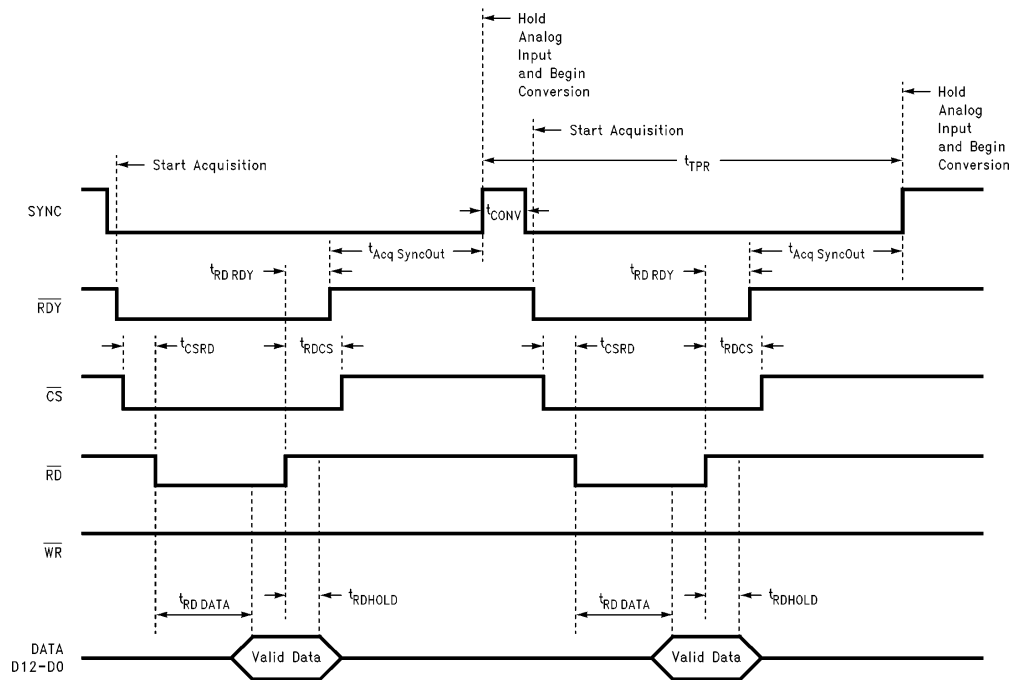 Hold
Analog
Input
and Begin
Conversion
Hold
Analog
Input
and Begin
Conversion
Start Acquisition
Start Acquisition
tTPR
SYNC
tCONV
tAcq SyncOut
tAcq SyncOut
tRD RDY
tRD RDY
RDY
tCSRD
tRDCS
tCSRD
tRDCS
CS
RD
WR
tRD DATA
tRDHOLD
tRD DATA
tRDHOLD
DATA
D12-D0
Valid Data
Valid Data